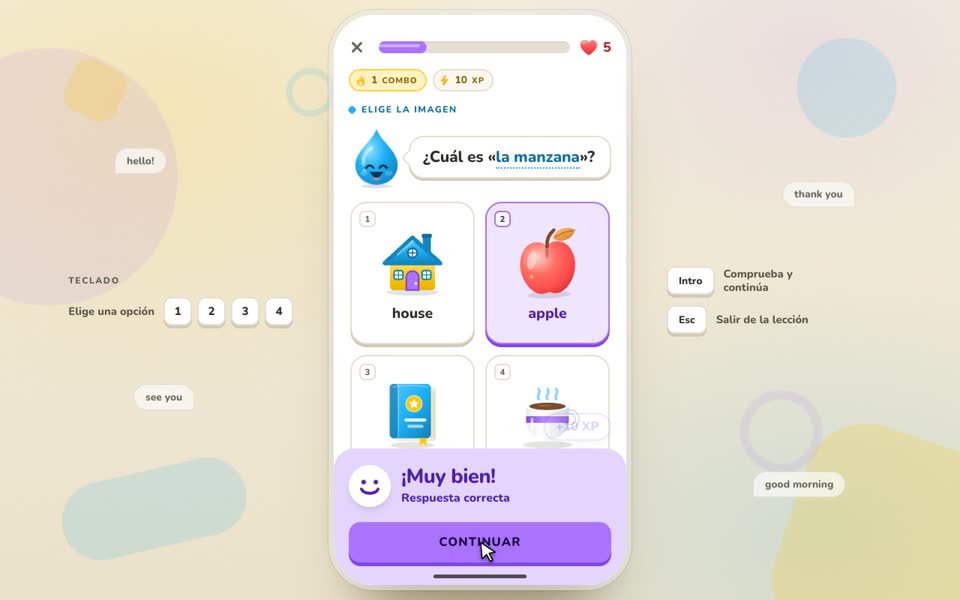 5
1 COMBO
10 XP
ELIGE LA IMAGEN
¿Cuál es «la manzana»?
1
house
2
apple
3
4
+10 XP
¡Muy bien!
Respuesta correcta
CONTINUAR
hello!
TECLADO
Elige una opción 1 2 3 4
see you
thank you
Intro
Comprueba y
continúa
Esc
Salir de la lección
good morning